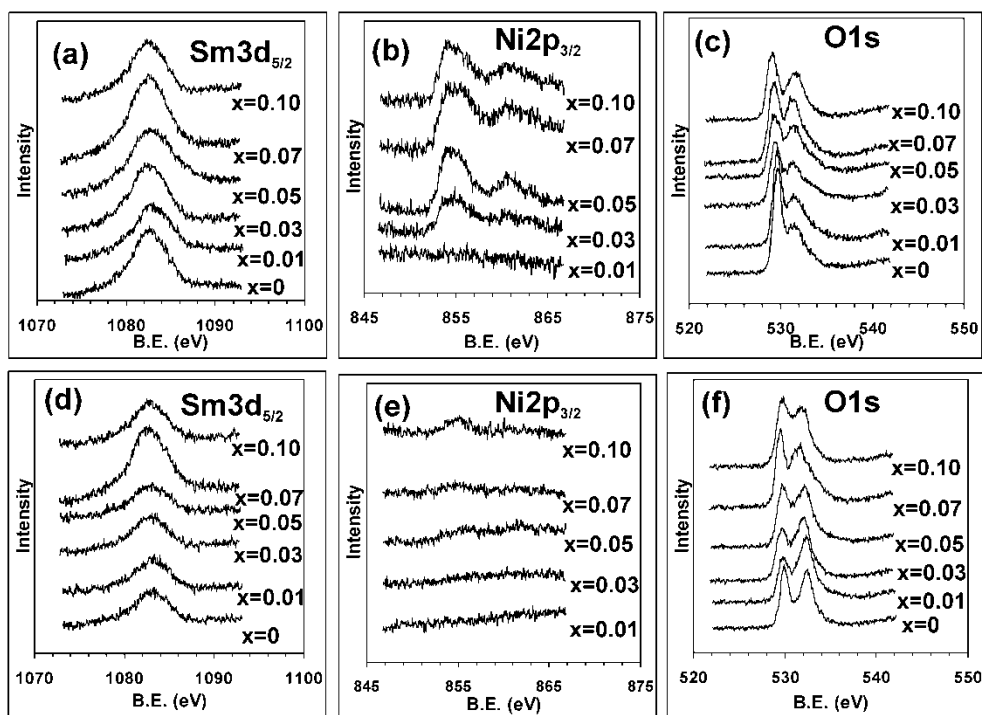 (a) Sm3d5/2
x=0.10
x=0.07
x=0.05
x=0.03
x=0.01
x=0
Intensity
1070 1080 1090 1100
B.E. (eV)
(b) Ni2p3/2
x=0.10
x=0.07
x=0.05
x=0.03
x=0.01
Intensity
845 855 865 875
B.E. (eV)
(c) O1s
x=0.10
x=0.07
x=0.05
x=0.03
x=0.01
x=0
Intensity
520 530 540 550
B.E. (eV)
(d) Sm3d5/2
x=0.10
x=0.07
x=0.05
x=0.03
x=0.01
x=0
Intensity
1070 1080 1090 1100
B.E. (eV)
(e) Ni2p3/2
x=0.10
x=0.07
x=0.05
x=0.03
x=0.01
Intensity
845 855 865 875
B.E. (eV)
(f) O1s
x=0.10
x=0.07
x=0.05
x=0.03
x=0.01
x=0
Intensity
520 530 540 550
B.E. (eV)